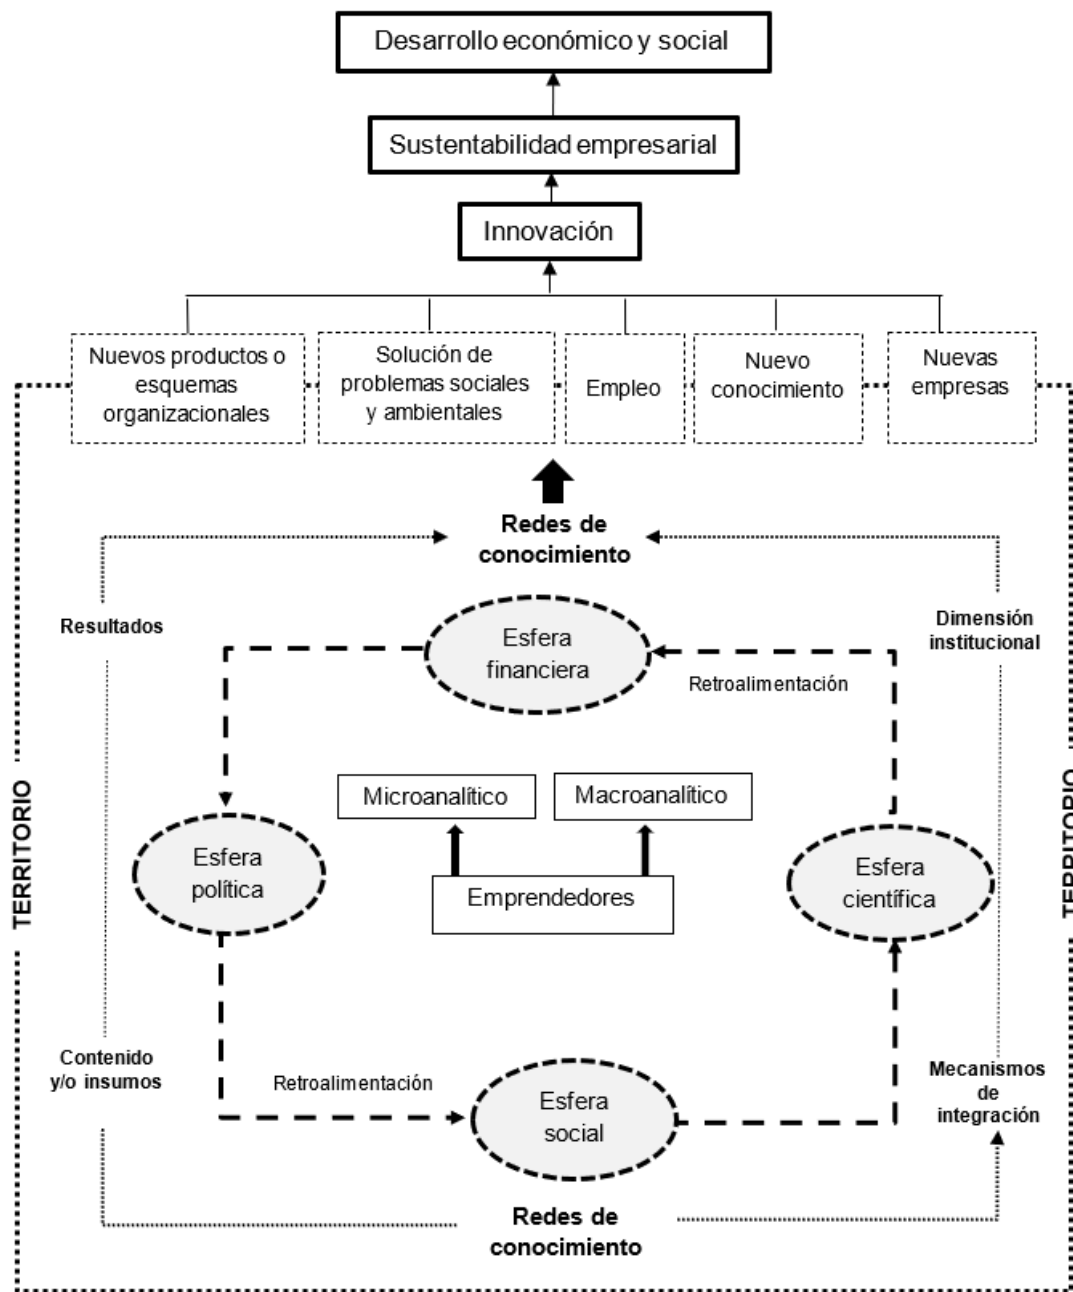 Desarrollo económico y social
Sustentabilidad empresarial
Innovación
Nuevos productos o
esquemas
organizacionales
Solución de
problemas sociales
y ambientales
Empleo
Nuevo
conocimiento
Nuevas
empresas
Redes de
conocimiento
Resultados
Dimensión
institucional
Esfera
financiera
Retroalimentación
TERRITORIO
Microanalítico
Macroanalítico
TERRITORIO
Esfera
política
Emprendedores
Esfera
científica
Contenido
y/o insumos
Retroalimentación
Esfera
social
Mecanismos
de
integración
Redes de
conocimiento